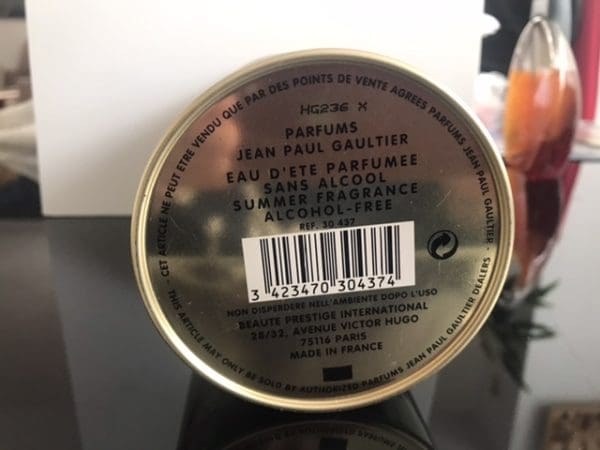 - CET ARTICLE NE PEUT ETRE VENDU QUE PAR DES POINTS DE VENTE AGREES PARFUMS JEAN PAUL GAULTIER -
HG236 X
PARFUMS
JEAN PAUL GAULTIER
EAU D'ETE PARFUMEE
SANS ALCOOL
SUMMER FRAGRANCE
ALCOHOL-FREE
REF. 30.437
3 423470 304374
NON DISPERDERE NELL'AMBIENTE DOPO L'USO
BEAUTE PRESTIGE INTERNATIONAL
28/32, AVENUE VICTOR HUGO
75116 PARIS
MADE IN FRANCE
THIS ARTICLE MAY ONLY BE SOLD BY AUTHORIZED PARFUMS JEAN PAUL GAULTIER DEALERS